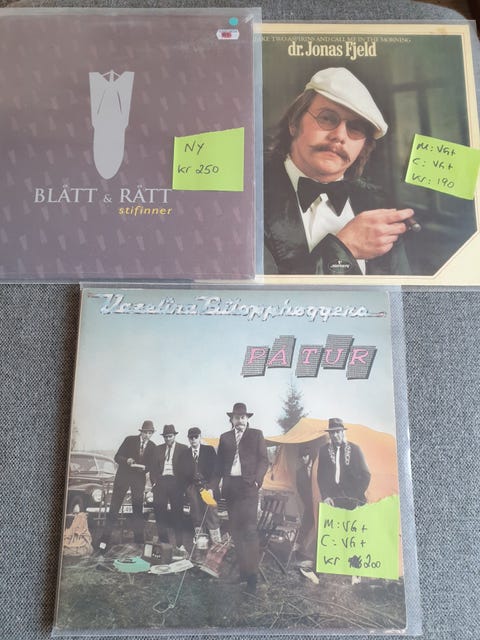 BLÅTT & RÅTT
stifinner
NY
kr 250
TAKE TWO ASPIRINS AND CALL ME IN THE MORNING
dr. Jonas Fjeld
M: VG+
C: VG+
Kr: 190
Vazelina Bilopphøggers
PÅ TUR
M: VG+
C: VG+
kr 200